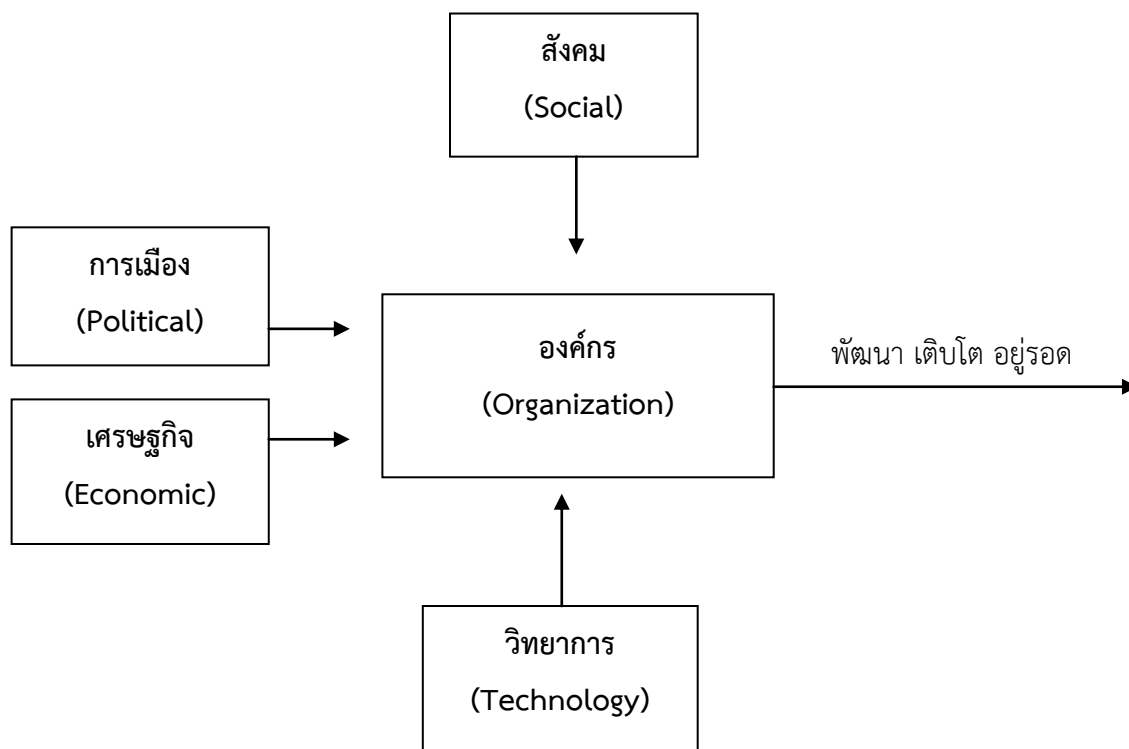 สังคม
(Social)
การเมือง
(Political)
องค์กร
(Organization)
พัฒนา เติบโต อยู่รอด
เศรษฐกิจ
(Economic)
วิทยาการ
(Technology)